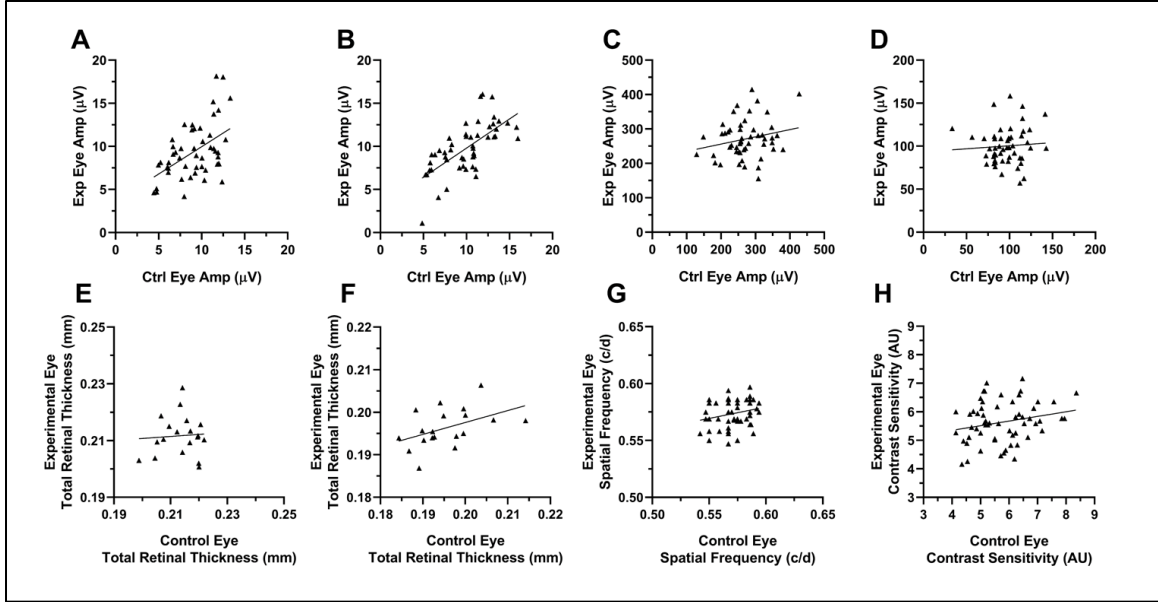 A
Exp Eye Amp (μV)
20
15
10
5
0
0 5 10 15 20
Ctrl Eye Amp (μV)
B
Exp Eye Amp (μV)
20
15
10
5
0
0 5 10 15 20
Ctrl Eye Amp (μV)
C
Exp Eye Amp (μV)
500
400
300
200
100
0
0 100 200 300 400 500
Ctrl Eye Amp (μV)
D
Exp Eye Amp (μV)
200
150
100
50
0
0 50 100 150 200
Ctrl Eye Amp (μV)
E
Experimental Eye
Total Retinal Thickness (mm)
0.25
0.23
0.21
0.19
0.19 0.21 0.23 0.25
Control Eye
Total Retinal Thickness (mm)
F
Experimental Eye
Total Retinal Thickness (mm)
0.22
0.21
0.20
0.19
0.18
0.18 0.19 0.20 0.21 0.22
Control Eye
Total Retinal Thickness (mm)
G
Experimental Eye
Spatial Frequency (c/d)
0.65
0.60
0.55
0.50
0.50 0.55 0.60 0.65
Control Eye
Spatial Frequency (c/d)
H
Experimental Eye
Contrast Sensitivity (AU)
9
8
7
6
5
4
3
3 4 5 6 7 8 9
Control Eye
Contrast Sensitivity (AU)